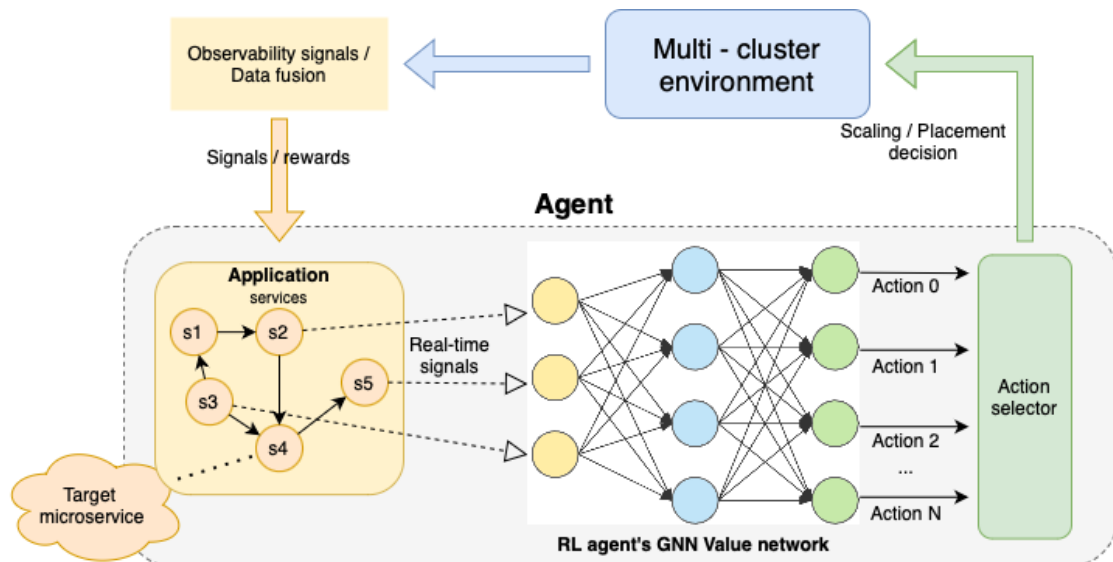 Observability signals /
Data fusion
Multi - cluster
environment
Signals / rewards
Scaling / Placement
decision
Agent
Application
services
s1
s2
s3
s4
s5
Real-time
signals
Target
microservice
Action 0
Action 1
Action 2
...
Action N
Action
selector
RL agent's GNN Value network